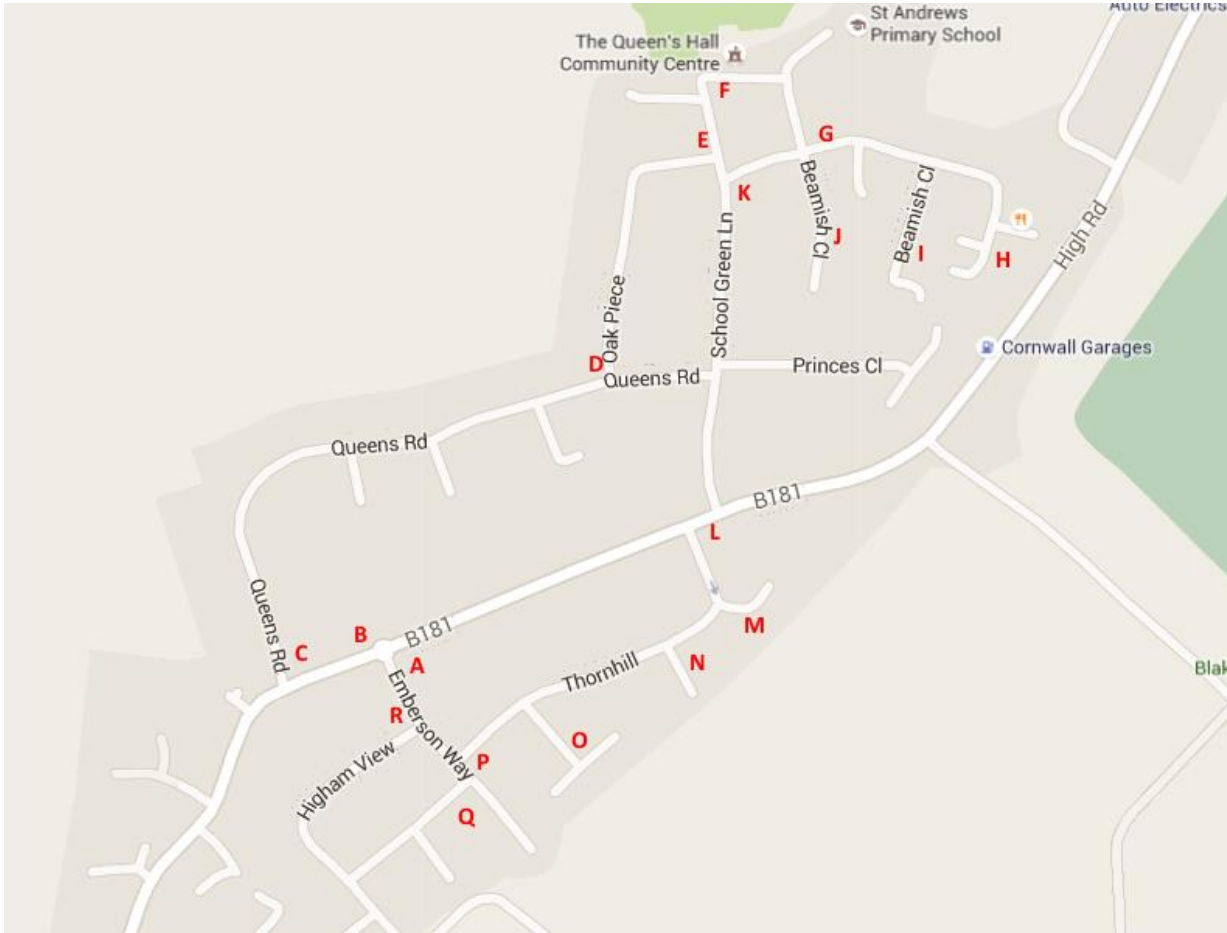 Auto Electrics
St Andrews
Primary School
The Queen's Hall
Community Centre
F
E
G
K
Beamish Cl
J
Beamish Cl
I
H
High Rd
School Green Ln
Oak Piece
D
Queens Rd
Princes Cl
Cornwall Garages
Queens Rd
B181
L
Queens Rd
C
B
B181
A
M
N
Thornhill
Blak
R
Emberson Way
O
P
Higham View
Q